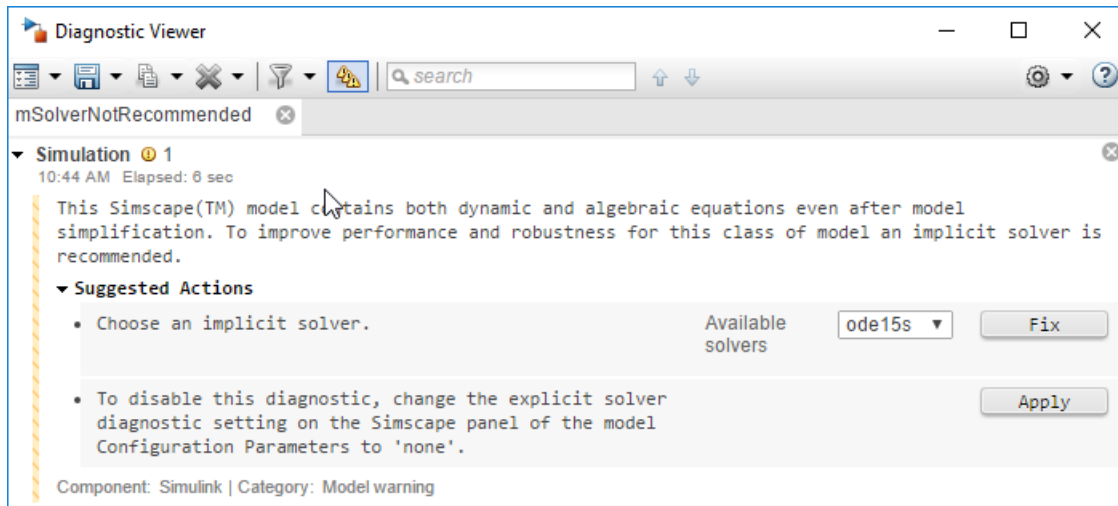 Diagnostic Viewer
search
mSolverNotRecommended
Simulation 1
10:44 AM Elapsed: 6 sec
This Simscape(TM) model contains both dynamic and algebraic equations even after model
simplification. To improve performance and robustness for this class of model an implicit solver is
recommended.
Suggested Actions
• Choose an implicit solver.
Available
solvers
ode15s
Fix
• To disable this diagnostic, change the explicit solver
diagnostic setting on the Simscape panel of the model
Configuration Parameters to 'none'.
Apply
Component: Simulink | Category: Model warning